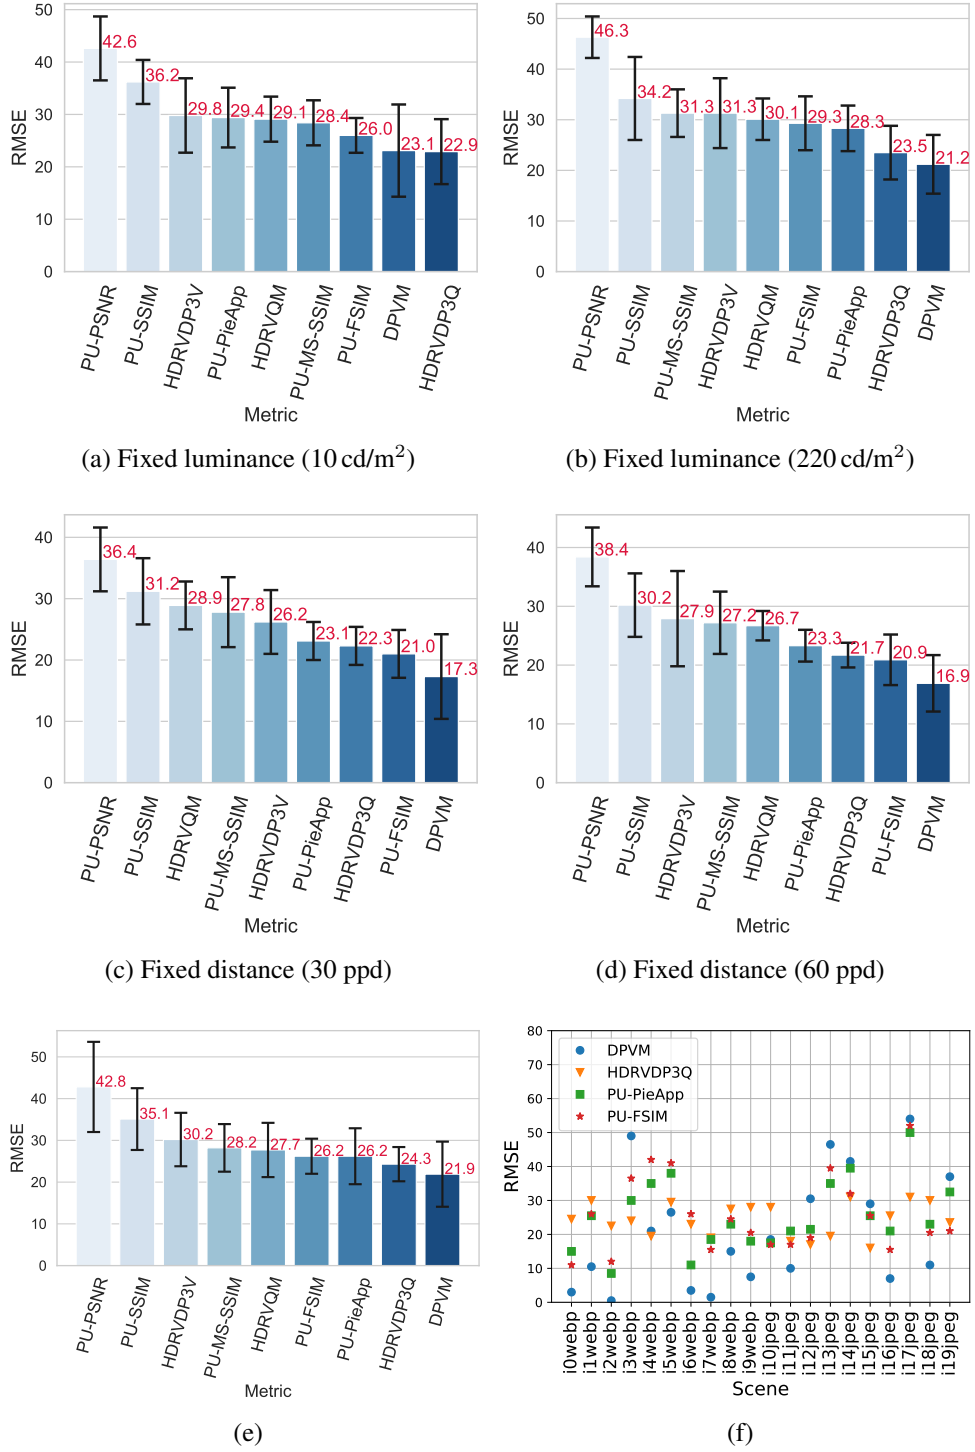 50
40
30
20
10
0
RMSE
42.6
36.2
29.8
29.4
29.1
28.4
26.0
23.1
22.9
PU-PSNR
PU-SSIM
HDRVDP3V
PU-PieApp
HDRVQM
PU-MS-SSIM
PU-FSIM
DPVM
HDRVDP3Q
Metric
(a) Fixed luminance (10 cd/m²)
50
40
30
20
10
0
RMSE
46.3
34.2
31.3
31.3
30.1
29.3
28.3
23.5
21.2
PU-PSNR
PU-SSIM
PU-MS-SSIM
HDRVDP3V
HDRVQM
PU-FSIM
PU-PieApp
HDRVDP3Q
DPVM
Metric
(b) Fixed luminance (220 cd/m²)
40
30
20
10
0
RMSE
36.4
31.2
28.9
27.8
26.2
23.1
22.3
21.0
17.3
PU-PSNR
PU-SSIM
HDRVQM
PU-MS-SSIM
HDRVDP3V
PU-PieApp
HDRVDP3Q
PU-FSIM
DPVM
Metric
(c) Fixed distance (30 ppd)
40
30
20
10
0
RMSE
38.4
30.2
27.9
27.2
26.7
23.3
21.7
20.9
16.9
PU-PSNR
PU-SSIM
HDRVDP3V
PU-MS-SSIM
HDRVQM
PU-PieApp
HDRVDP3Q
PU-FSIM
DPVM
Metric
(d) Fixed distance (60 ppd)
50
40
30
20
10
0
RMSE
42.8
35.1
30.2
28.2
27.7
26.2
26.2
24.3
21.9
PU-PSNR
PU-SSIM
HDRVDP3V
PU-MS-SSIM
HDRVQM
PU-FSIM
PU-PieApp
HDRVDP3Q
DPVM
Metric
(e)
80
70
60
50
40
30
20
10
0
RMSE
DPVM
HDRVDP3Q
PU-PieApp
PU-FSIM
i0webp
i1webp
i2webp
i3webp
i4webp
i5webp
i6webp
i7webp
i8webp
i9webp
i10jpeg
i11jpeg
i12jpeg
i13jpeg
i14jpeg
i15jpeg
i16jpeg
i17jpeg
i18jpeg
i19jpeg
Scene
(f)